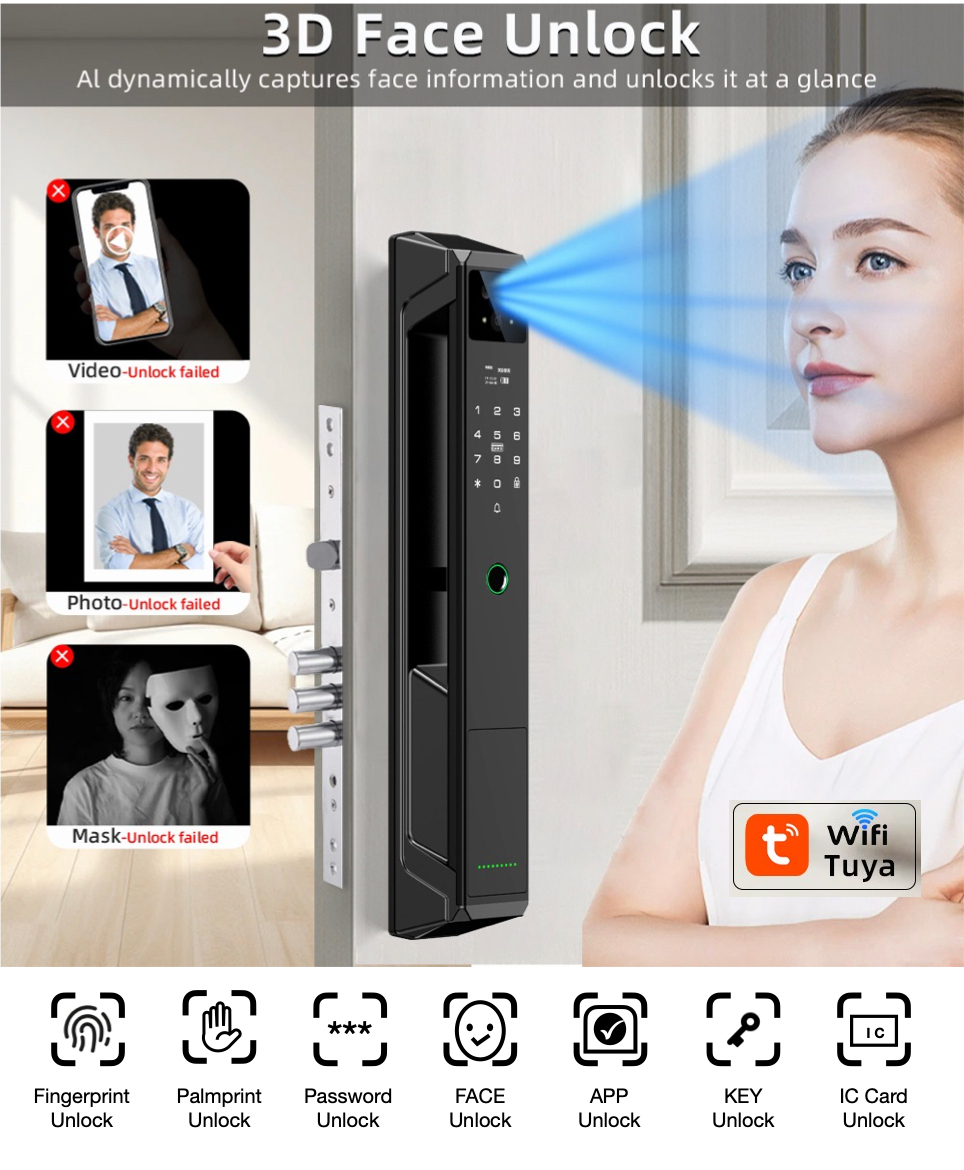 3D Face Unlock
AI dynamically captures face information and unlocks it at a glance
Video-Unlock failed
Photo-Unlock failed
Mask-Unlock failed
1 2 3
4 5 6
7 8 9
* 0
Wifi
Tuya
***
IC
Fingerprint
Unlock
Palmprint
Unlock
Password
Unlock
FACE
Unlock
APP
Unlock
KEY
Unlock
IC Card
Unlock